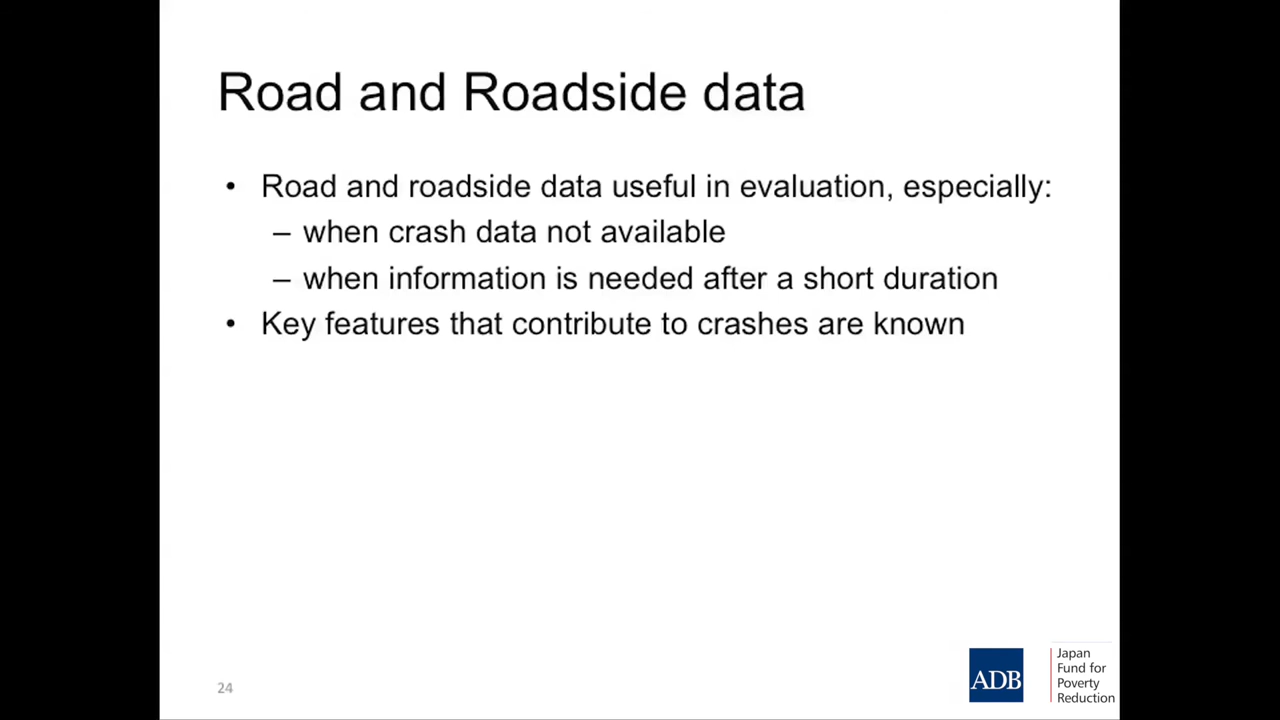 Road and Roadside data
• Road and roadside data useful in evaluation, especially:
– when crash data not available
– when information is needed after a short duration
• Key features that contribute to crashes are known
24
ADB
Japan
Fund for
Poverty
Reduction